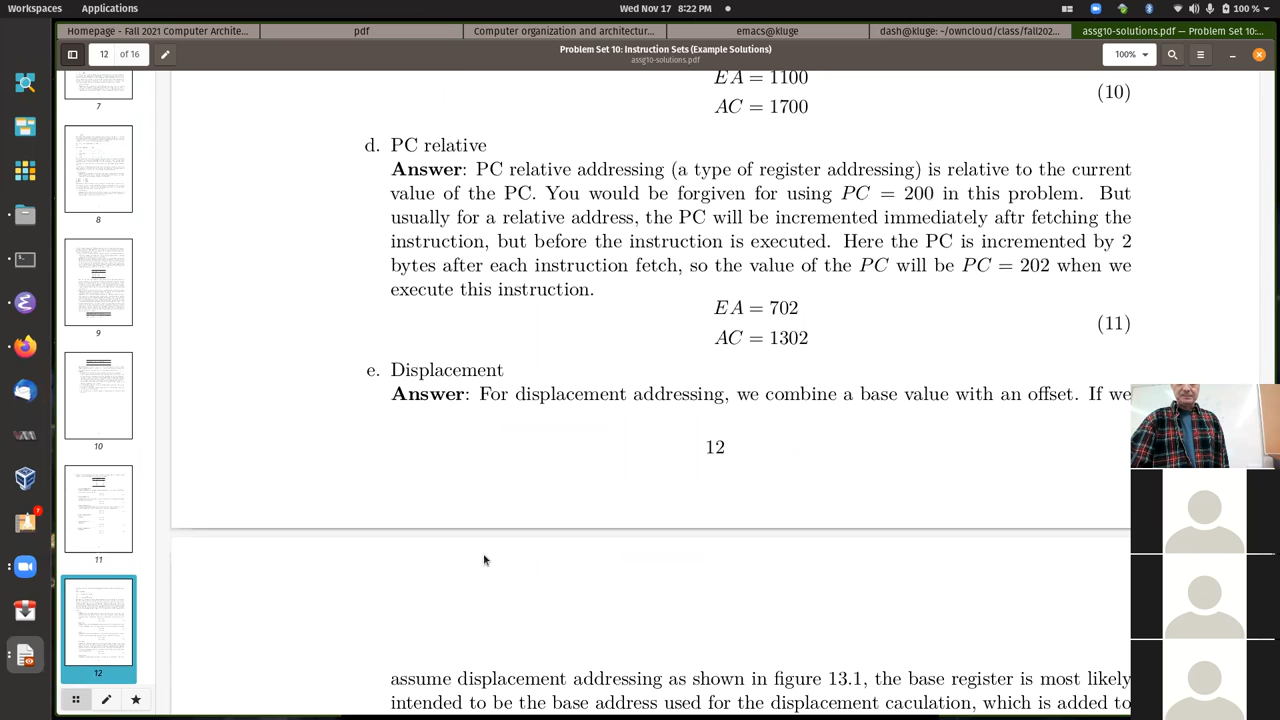 Workspaces Applications Wed Nov 17 8:22 PM 100 %
Homepage - Fall 2021 Computer Archite... pdf Computer organization and architectur... emacs@kluge dash@kluge: ~/owncloud/class/fall202... assg10-solutions.pdf — Problem Set 10:...
12 of 16 Problem Set 10: Instruction Sets (Example Solutions) 100%
assg10-solutions.pdf
EA = 1100
(10)
AC = 1700
d. PC relative
Answer: PC relative addressing (a type of register addressing) is relative to the current
value of the PC. You would be forgren for using PC = 200 in this problem. But
usually for a relative address, the PC will be incremented immediately aftr fetching the
instruction, but before the instruction is executed. Here the PC is incremented by 2
bytes after each instruction fetch, so the value of the PC will be PC = 202 when we
execute this instruction.
EA = 702
(11)
AC = 1302
e. Displacement
Answer: For displacement addressing, we combine a base value with an offset. If we
12
assume displacement addressing as shown in figure 13.1, the base register is most likely
intended to be the base address used for the displacement caculation, which is added to
7
8
9
10
11
12
7